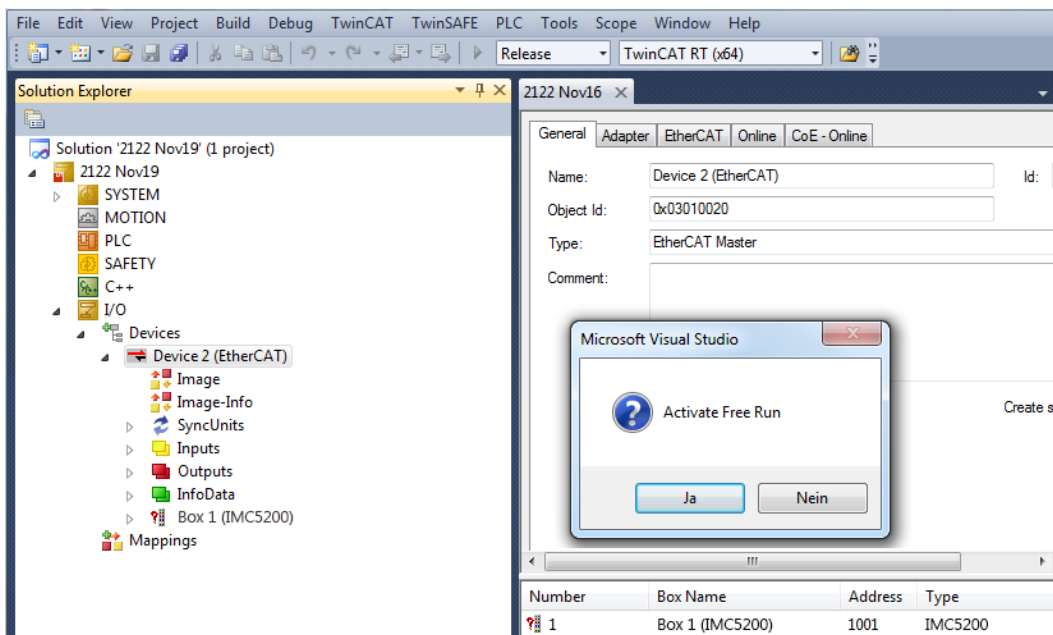 File Edit View Project Build Debug TwinCAT TwinSAFE PLC Tools Scope Window Help
Release TwinCAT RT (x64)
Solution Explorer
Solution '2122 Nov19' (1 project)
2122 Nov19
SYSTEM
MOTION
PLC
SAFETY
C++
I/O
Devices
Device 2 (EtherCAT)
Image
Image-Info
SyncUnits
Inputs
Outputs
InfoData
Box 1 (IMC5200)
Mappings
2122 Nov16
General Adapter EtherCAT Online CoE - Online
Name: Device 2 (EtherCAT) Id:
Object Id: 0x03010020
Type: EtherCAT Master
Comment:
Microsoft Visual Studio
Activate Free Run
Ja Nein
Create s
Number Box Name Address Type
1 Box 1 (IMC5200) 1001 IMC5200